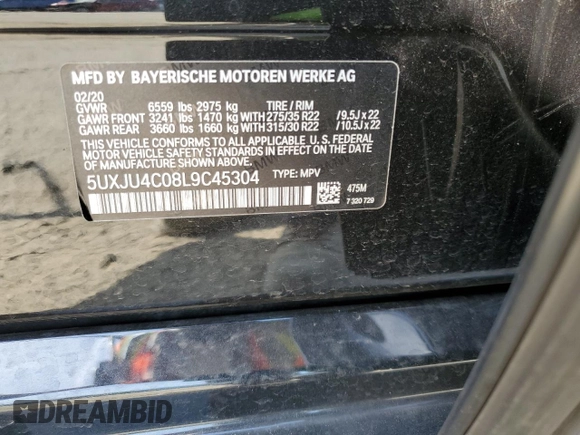 MFD BY BAYERISCHE MOTOREN WERKE AG
02/20
GVWR 6559 lbs 2975 kg TIRE / RIM
GAWR FRONT 3241 lbs 1470 kg WITH 275/35 R22 /9.5J x 22
GAWR REAR 3660 lbs 1660 kg WITH 315/30 R22 /10.5J x 22
THIS VEHICLE CONFORMS TO ALL APPLICABLE U. S. FEDERAL
MOTOR VEHICLE SAFETY STANDARDS IN EFFECT ON THE
DATE OF MANUFACTURE SHOWN ABOVE.
5UXJU4C08L9C45304 TYPE: MPV
475M
7 320 729
DREAMBID